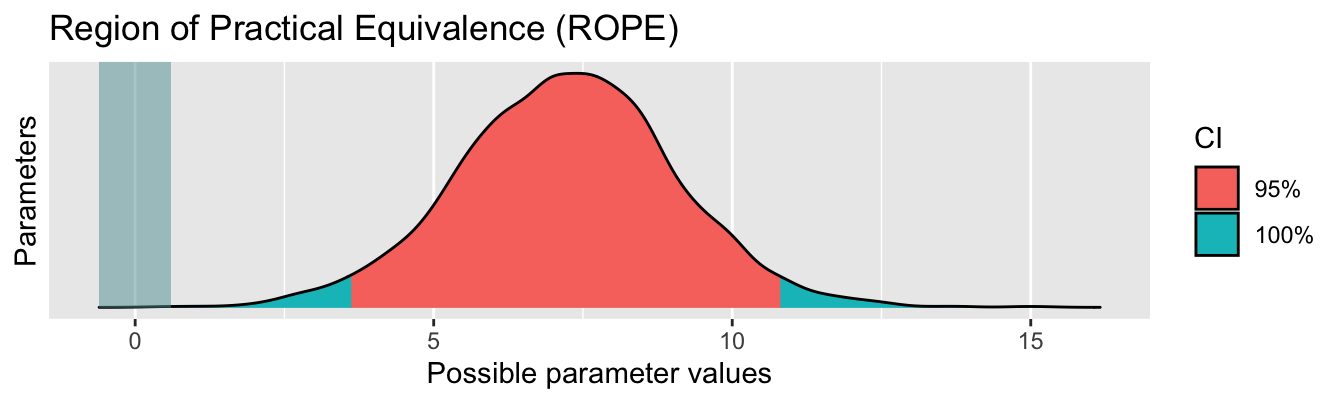 Region of Practical Equivalence (ROPE)
Parameters
CI
95%
100%
0 5 10 15
Possible parameter values